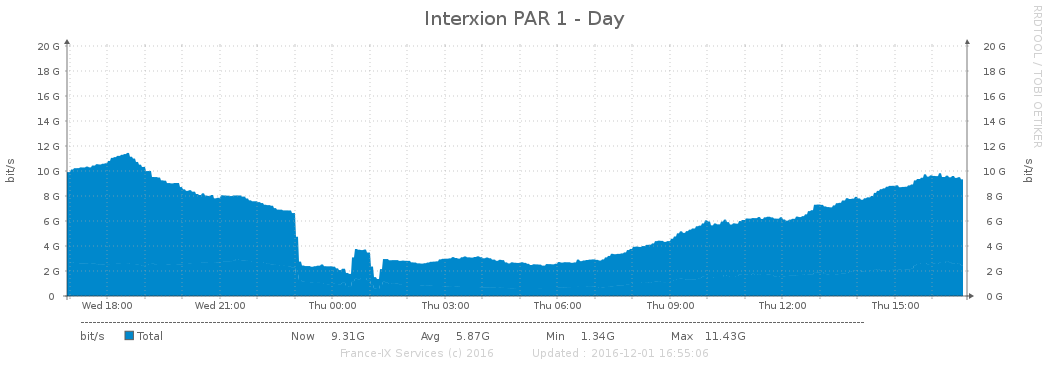 Interxion PAR 1 - Day
RRDTOOL / TOBI OETIKER
20 G 20 G
18 G 18 G
16 G 16 G
14 G 14 G
12 G 12 G
10 G 10 G
8 G 8 G
6 G 6 G
4 G 4 G
2 G 2 G
0 0 G
bit/s
bit/s
Wed 18:00 Wed 21:00 Thu 00:00 Thu 03:00 Thu 06:00 Thu 09:00 Thu 12:00 Thu 15:00
bit/s Total Now 9.31G Avg 5.87G Min 1.34G Max 11.43G
France-IX Services (c) 2016 Updated : 2016-12-01 16:55:06